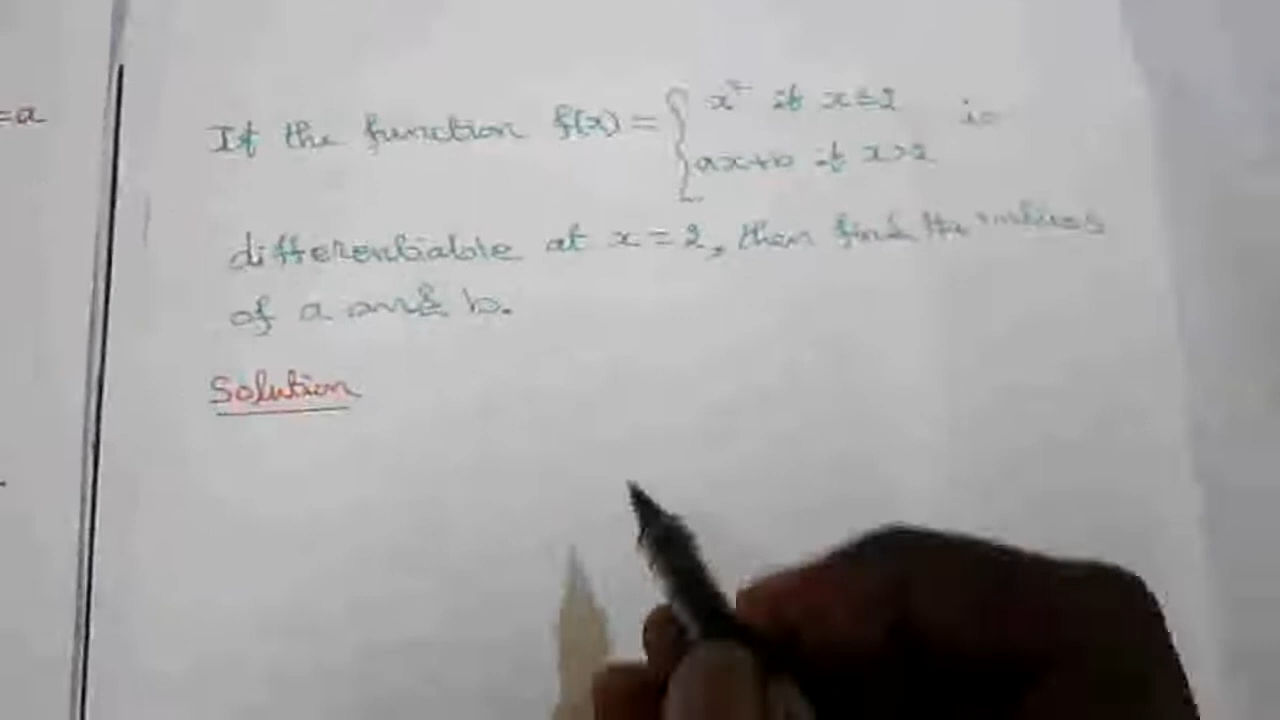 =a
If the function f(x) = { x² if x≤2
ax+b if x>2 is
differentiable at x=2, then find the values
of a and b.
Solution